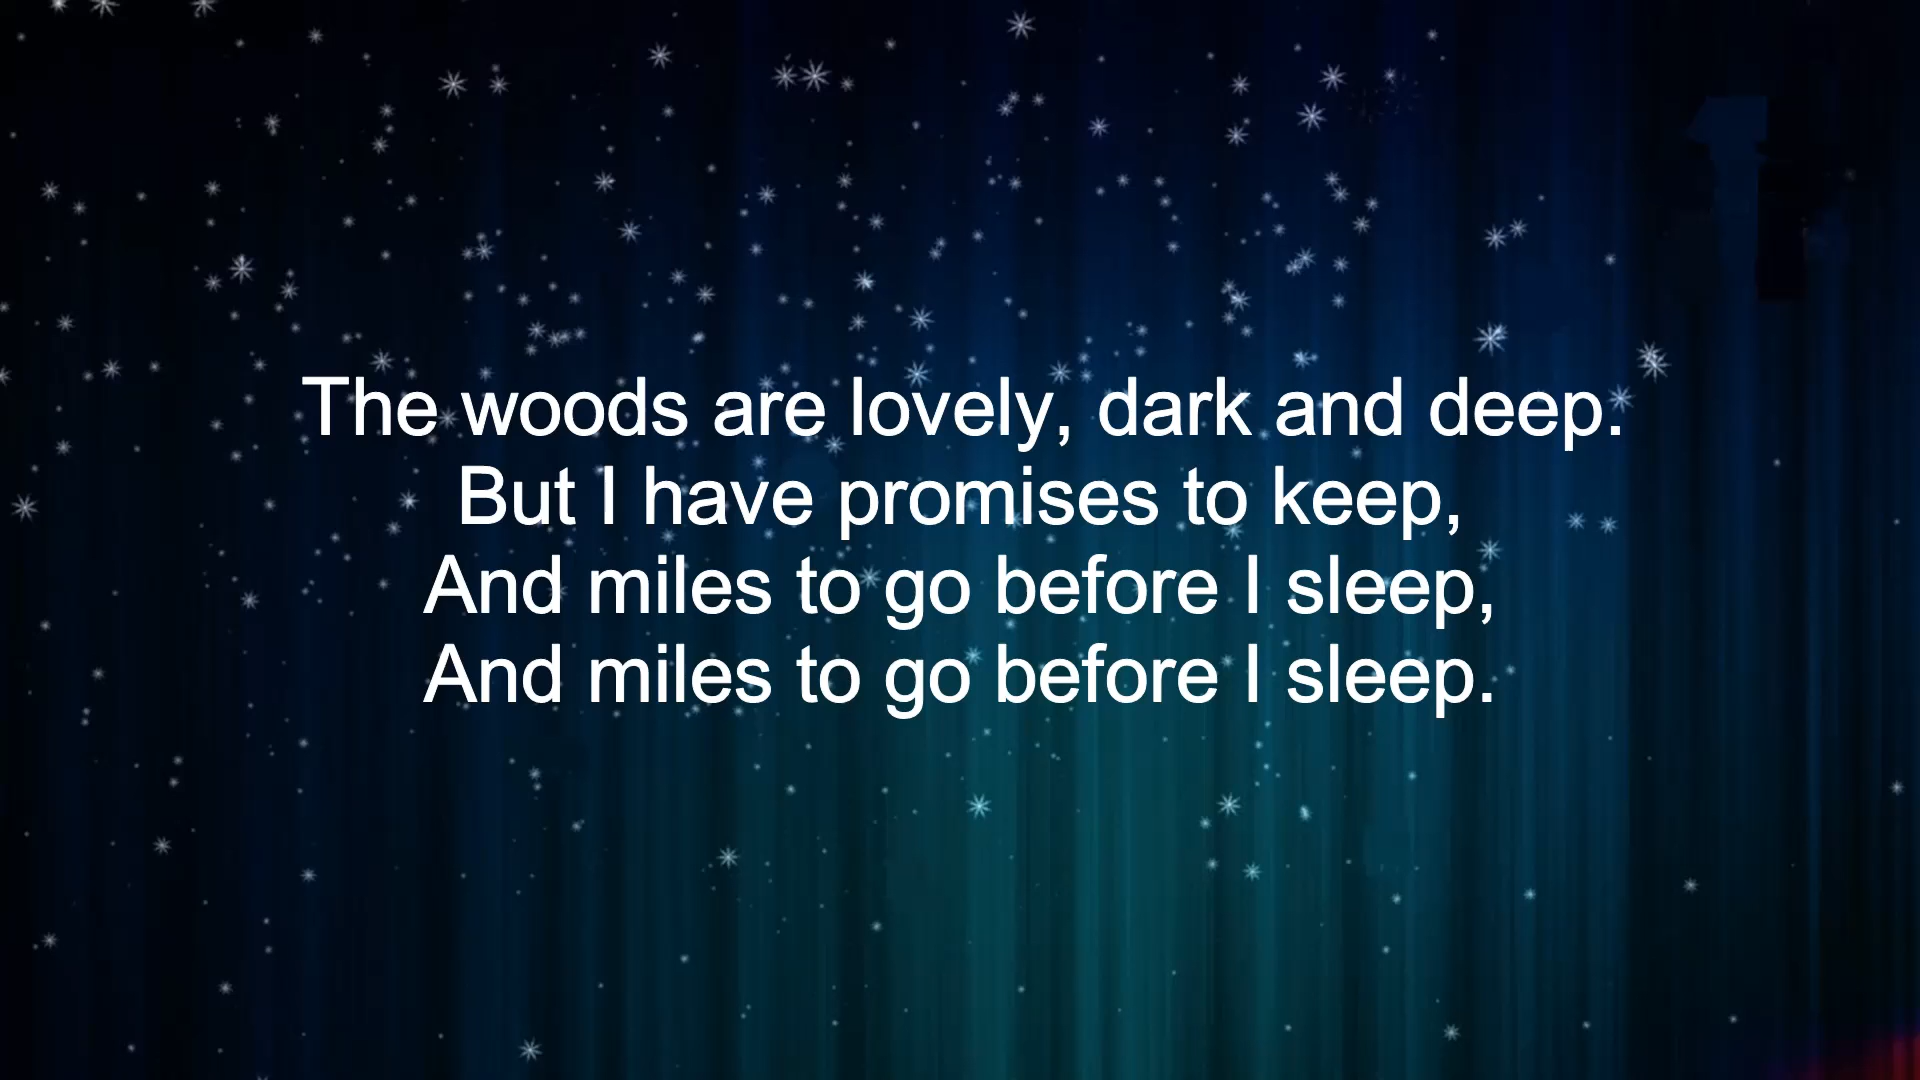 The woods are lovely, dark and deep.
But I have promises to keep,
And miles to go before I sleep,
And miles to go before I sleep.